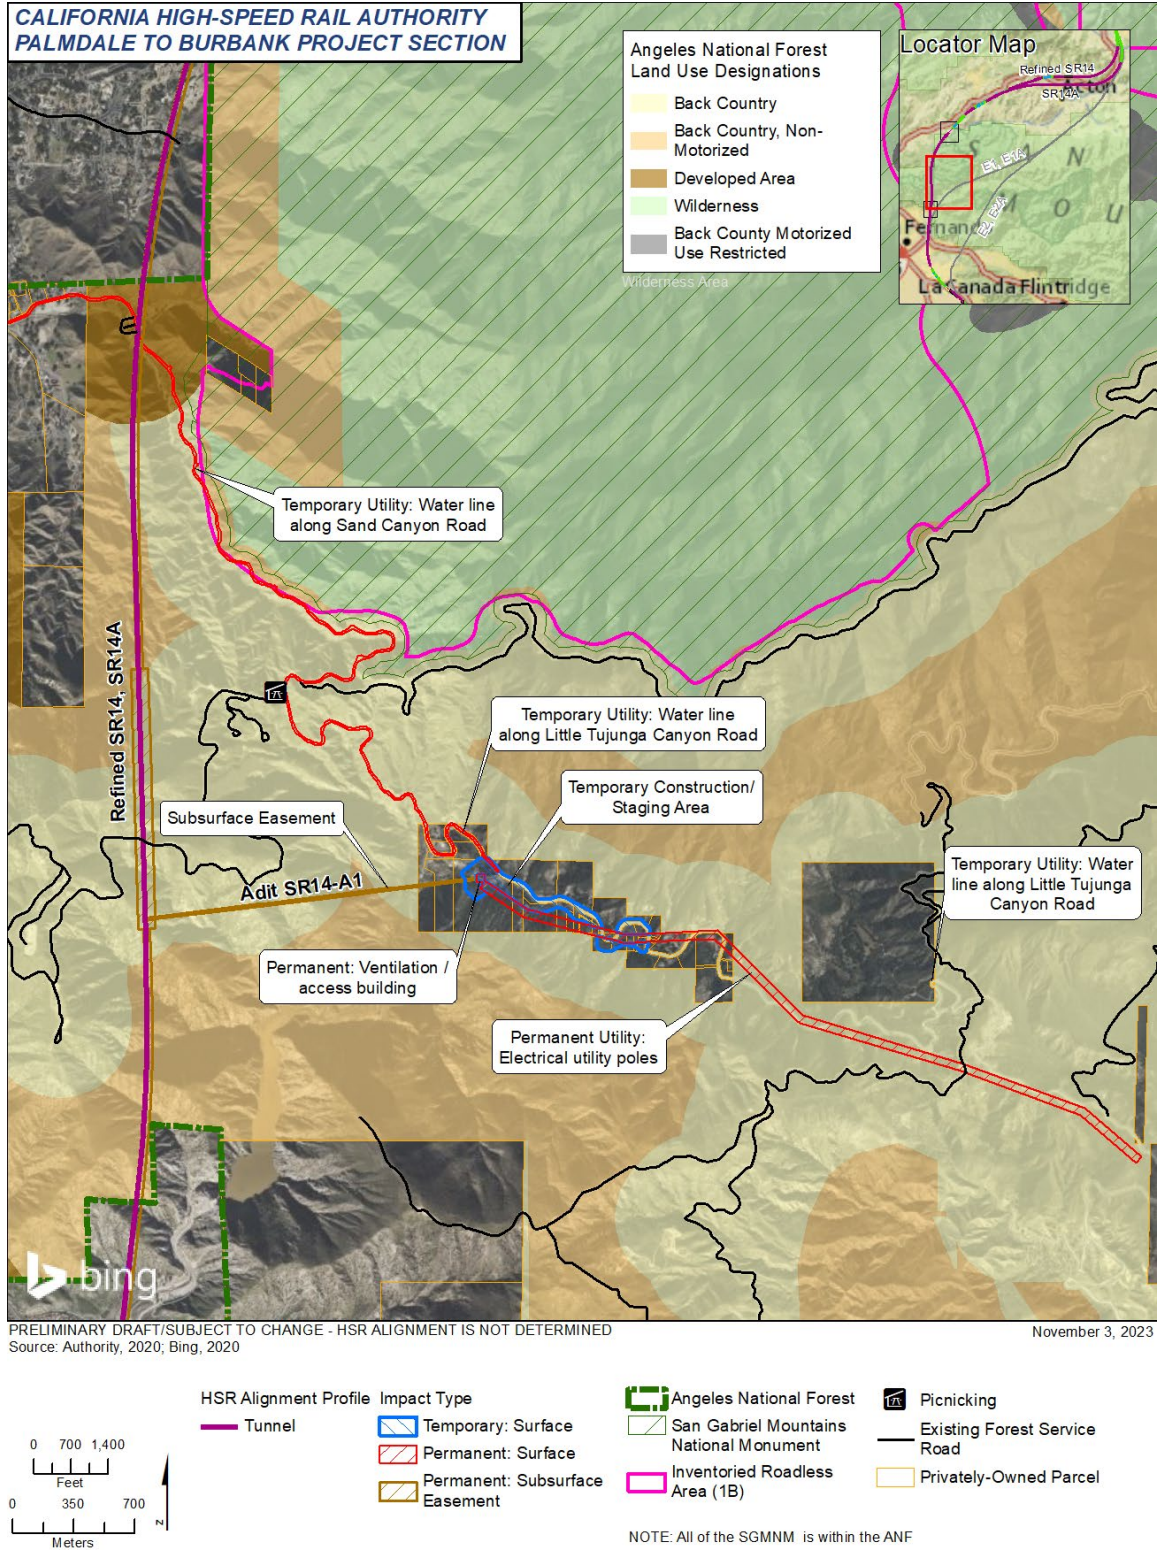 CALIFORNIA HIGH-SPEED RAIL AUTHORITY
PALMDALE TO BURBANK PROJECT SECTION
Angeles National Forest
Land Use Designations
Back Country
Back Country, Non-
Motorized
Developed Area
Wilderness
Back County Motorized
Use Restricted
Wilderness Area
Locator Map
Refined SR14
SR14A
Acton
S A N
E1, E1A
M O U
E2, E2A
Fernando
La Canada Flintridge
Temporary Utility: Water line
along Sand Canyon Road
Refined SR14, SR14A
Temporary Utility: Water line
along Little Tujunga Canyon Road
Temporary Construction/
Staging Area
Subsurface Easement
Adit SR14-A1
Temporary Utility: Water
line along Little Tujunga
Canyon Road
Permanent: Ventilation /
access building
Permanent Utility:
Electrical utility poles
bing
PRELIMINARY DRAFT/SUBJECT TO CHANGE - HSR ALIGNMENT IS NOT DETERMINED
Source: Authority, 2020; Bing, 2020
November 3, 2023
HSR Alignment Profile
Tunnel
Impact Type
Temporary: Surface
Permanent: Surface
Permanent: Subsurface
Easement
Angeles National Forest
San Gabriel Mountains
National Monument
Inventoried Roadless
Area (1B)
Picnicking
Existing Forest Service
Road
Privately-Owned Parcel
0 700 1,400
Feet
0 350 700
Meters
z
NOTE: All of the SGMNM is within the ANF